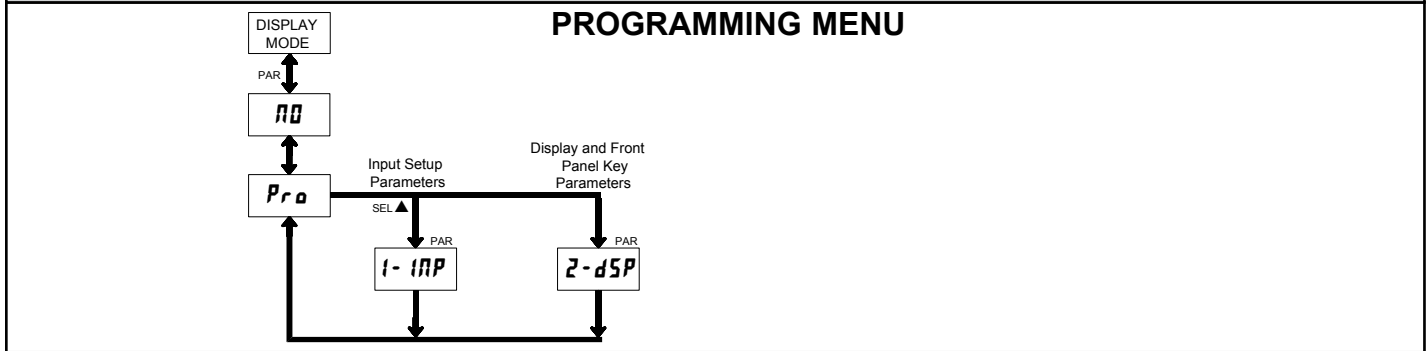 PROGRAMMING MENU
DISPLAY
MODE
PAR
NO
Pro
Input Setup
Parameters
SEL▲
Display and Front
Panel Key
Parameters
PAR
1-INP
PAR
2-dSP